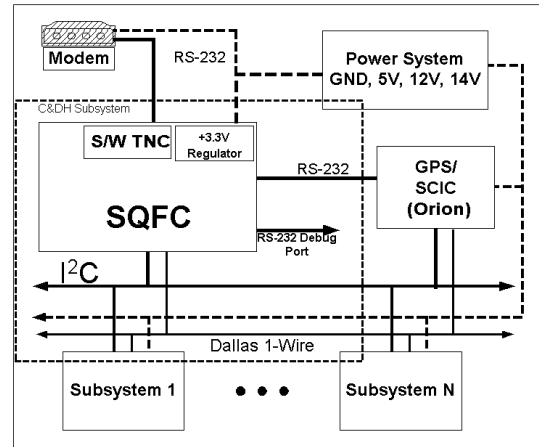 Modem
RS-232
Power System
GND, 5V, 12V, 14V
C&DH Subsystem
S/W TNC
+3.3V
Regulator
SQFC
RS-232
GPS/
SCIC
(Orion)
RS-232 Debug
Port
I²C
Dallas 1-Wire
Subsystem 1
• • •
Subsystem N